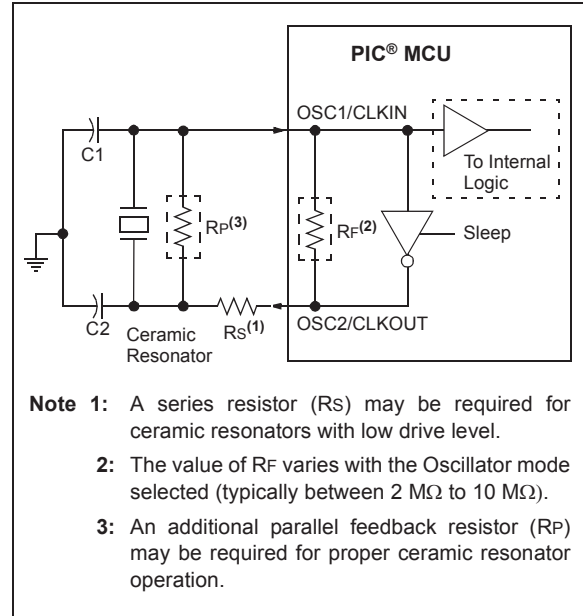 PIC® MCU
OSC1/CLKIN
C1
To Internal
Logic
RP(3)
RF(2)
Sleep
C2
Ceramic
Resonator
RS(1)
OSC2/CLKOUT
Note 1: A series resistor (RS) may be required for
ceramic resonators with low drive level.
2: The value of RF varies with the Oscillator mode
selected (typically between 2 MΩ to 10 MΩ).
3: An additional parallel feedback resistor (RP)
may be required for proper ceramic resonator
operation.